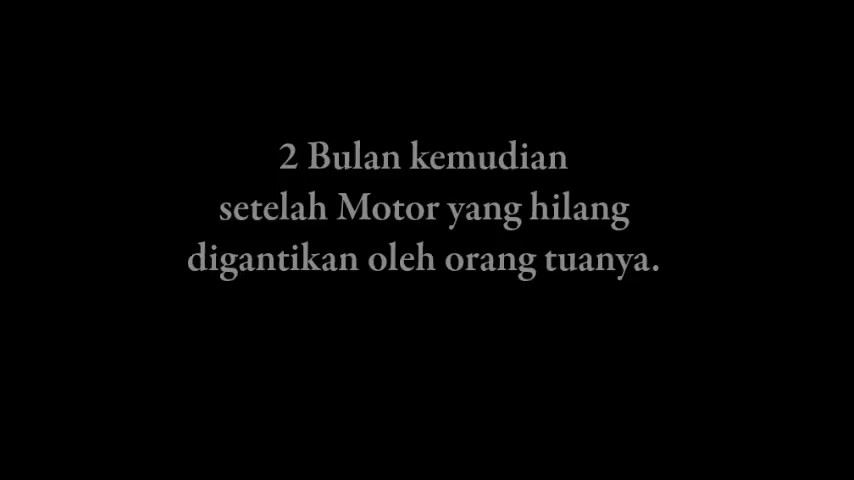 2 Bulan kemudian
setelah Motor yang hilang
digantikan oleh orang tuanya.